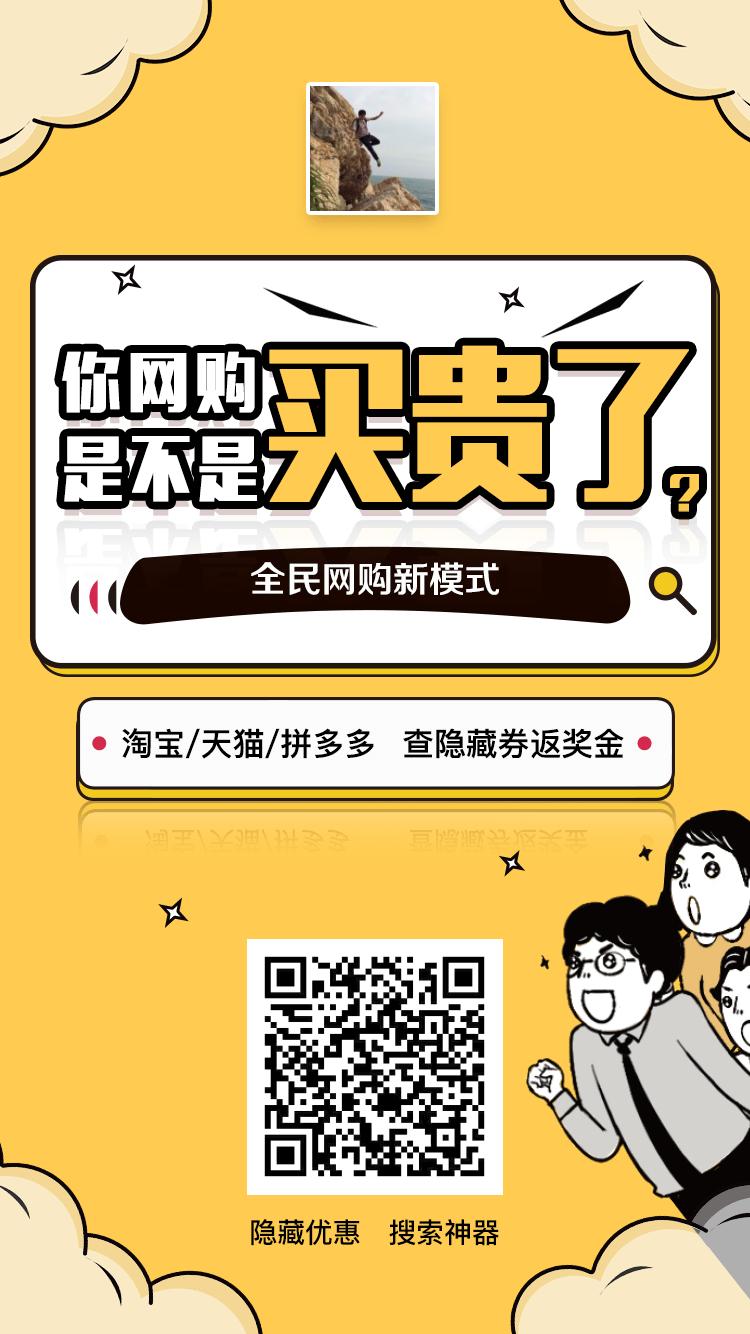 你网购
是不是买贵了?
全民网购新模式
淘宝/天猫/拼多多 查隐藏券返奖金
隐藏优惠 搜索神器